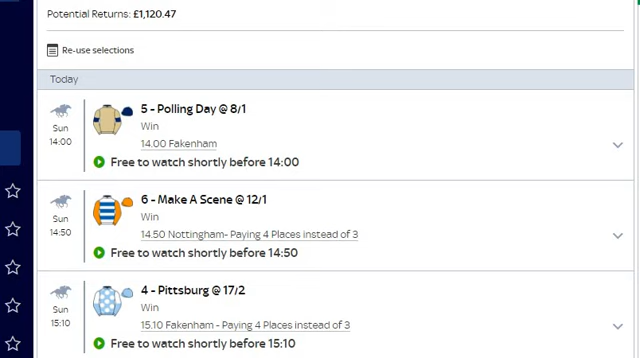 Potential Returns: £1,120.47
Re-use selections
Today
5 - Polling Day @ 8/1
Win
Sun
14:00
14.00 Fakenham
Free to watch shortly before 14:00
6 - Make A Scene @ 12/1
Win
Sun
14:50
14.50 Nottingham- Paying 4 Places instead of 3
Free to watch shortly before 14:50
4 - Pittsburg @ 17/2
Win
Sun
15:10
15.10 Fakenham - Paying 4 Places instead of 3
Free to watch shortly before 15:10